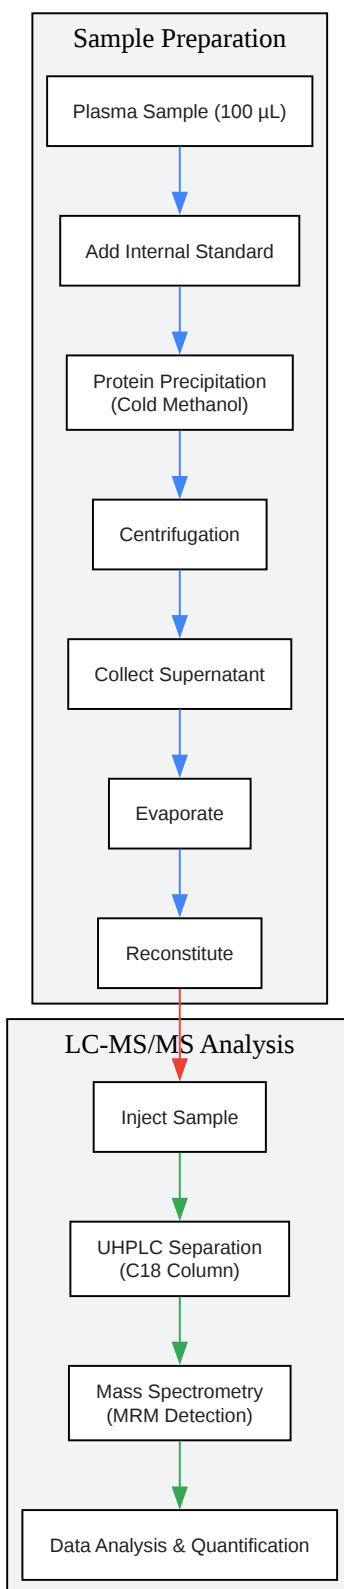 Sample Preparation
Plasma Sample (100 µL)
Add Internal Standard
Protein Precipitation
(Cold Methanol)
Centrifugation
Collect Supernatant
Evaporate
Reconstitute
LC-MS/MS Analysis
Inject Sample
UHPLC Separation
(C18 Column)
Mass Spectrometry
(MRM Detection)
Data Analysis & Quantification